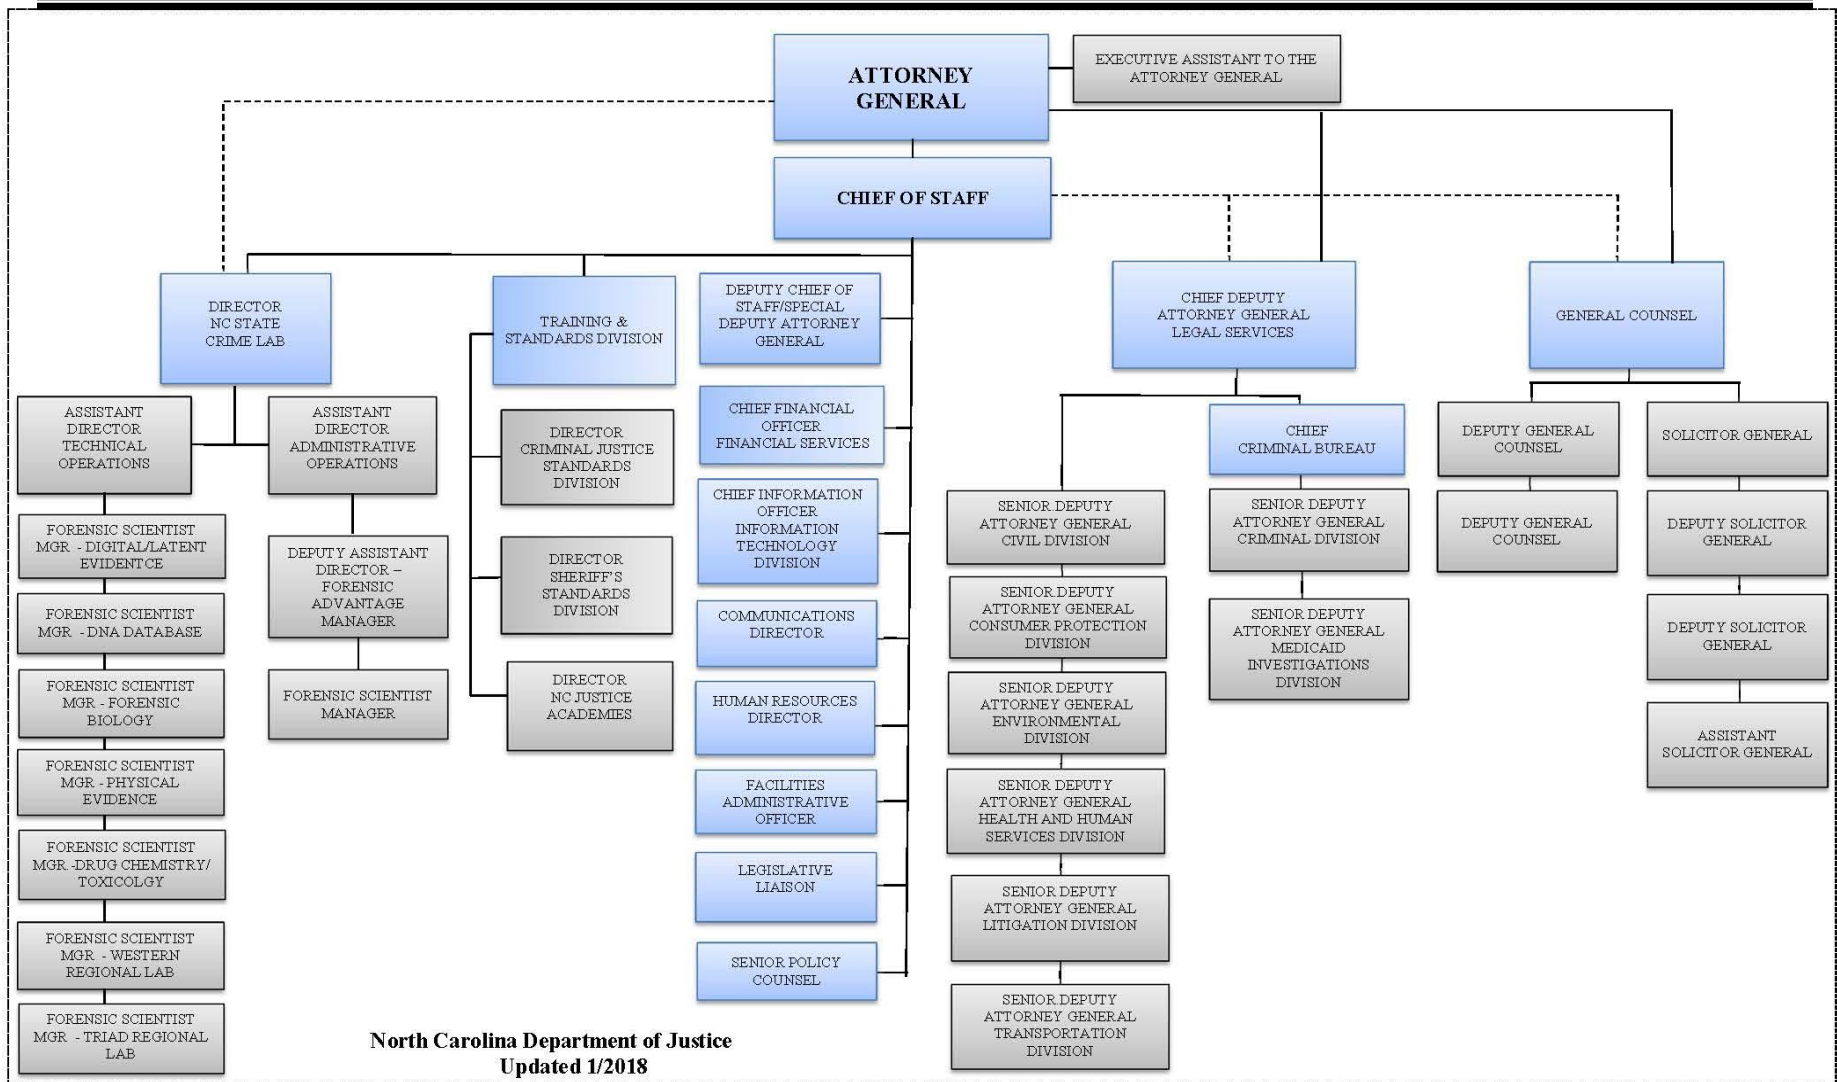 ATTORNEY
GENERAL
EXECUTIVE ASSISTANT TO THE
ATTORNEY GENERAL
CHIEF OF STAFF
DIRECTOR
NC STATE
CRIME LAB
TRAINING &
STANDARDS DIVISION
DEPUTY CHIEF OF
STAFF/SPECIAL
DEPUTY ATTORNEY
GENERAL
CHIEF DEPUTY
ATTORNEY GENERAL
LEGAL SERVICES
GENERAL COUNSEL
ASSISTANT
DIRECTOR
TECHNICAL
OPERATIONS
ASSISTANT
DIRECTOR
ADMINISTRATIVE
OPERATIONS
FORENSIC SCIENTIST
MGR - DIGITAL/LATENT
EVIDENTCE
FORENSIC SCIENTIST
MGR - DNA DATABASE
FORENSIC SCIENTIST
MGR - FORENSIC
BIOLOGY
FORENSIC SCIENTIST
MGR - PHYSICAL
EVIDENCE
FORENSIC SCIENTIST
MGR. -DRUG CHEMISTRY/
TOXICOLGY
FORENSIC SCIENTIST
MGR - WESTERN
REGIONAL LAB
FORENSIC SCIENTIST
MGR - TRIAD REGIONAL
LAB
DEPUTY ASSISTANT
DIRECTOR –
FORENSIC
ADVANTAGE
MANAGER
FORENSIC SCIENTIST
MANAGER
DIRECTOR
CRIMINAL JUSTICE
STANDARDS
DIVISION
DIRECTOR
SHERIFF'S
STANDARDS
DIVISION
DIRECTOR
NC JUSTICE
ACADEMIES
CHIEF FINANCIAL
OFFICER
FINANCIAL SERVICES
CHIEF INFORMATION
OFFICER
INFORMATION
TECHNOLOGY
DIVISION
COMMUNICATIONS
DIRECTOR
HUMAN RESOURCES
DIRECTOR
FACILITIES
ADMINISTRATIVE
OFFICER
LEGISLATIVE
LIAISON
SENIOR POLICY
COUNSEL
CHIEF
CRIMINAL BUREAU
SENIOR DEPUTY
ATTORNEY GENERAL
CIVIL DIVISION
SENIOR DEPUTY
ATTORNEY GENERAL
CONSUMER PROTECTION
DIVISION
SENIOR DEPUTY
ATTORNEY GENERAL
ENVIRONMENTAL
DIVISION
SENIOR DEPUTY
ATTORNEY GENERAL
HEALTH AND HUMAN
SERVICES DIVISION
SENIOR DEPUTY
ATTORNEY GENERAL
LITIGATION DIVISION
SENIOR DEPUTY
ATTORNEY GENERAL
TRANSPORTATION
DIVISION
SENIOR DEPUTY
ATTORNEY GENERAL
CRIMINAL DIVISION
SENIOR DEPUTY
ATTORNEY GENERAL
MEDICAID
INVESTIGATIONS
DIVISION
DEPUTY GENERAL
COUNSEL
DEPUTY GENERAL
COUNSEL
SOLICITOR GENERAL
DEPUTY SOLICITOR
GENERAL
DEPUTY SOLICITOR
GENERAL
ASSISTANT
SOLICITOR GENERAL
North Carolina Department of Justice
Updated 1/2018